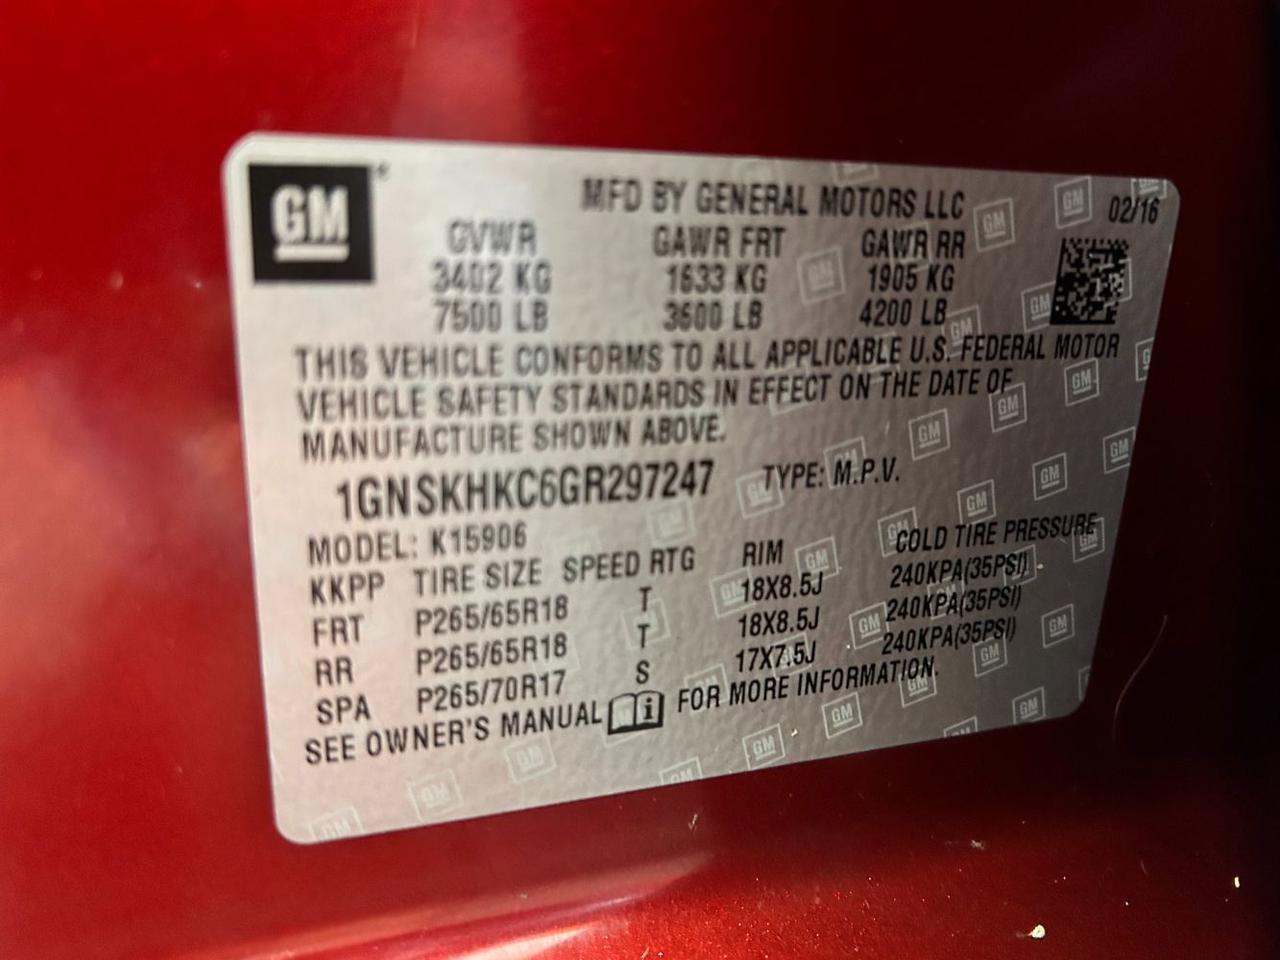 GM
MFD BY GENERAL MOTORS LLC 02/16
GVWR GAWR FRT GAWR RR
3402 KG 1633 KG 1905 KG
7500 LB 3600 LB 4200 LB
THIS VEHICLE CONFORMS TO ALL APPLICABLE U.S. FEDERAL MOTOR
VEHICLE SAFETY STANDARDS IN EFFECT ON THE DATE OF
MANUFACTURE SHOWN ABOVE.
1GNSKHKC6GR297247 TYPE: M.P.V.
MODEL: K15906
KKPP TIRE SIZE SPEED RTG RIM COLD TIRE PRESSURE
FRT P265/65R18 T 18X8.5J 240KPA(35PSI)
RR P265/65R18 T 18X8.5J 240KPA(35PSI)
SPA P265/70R17 S 17X7.5J 240KPA(35PSI)
SEE OWNER'S MANUAL i FOR MORE INFORMATION.